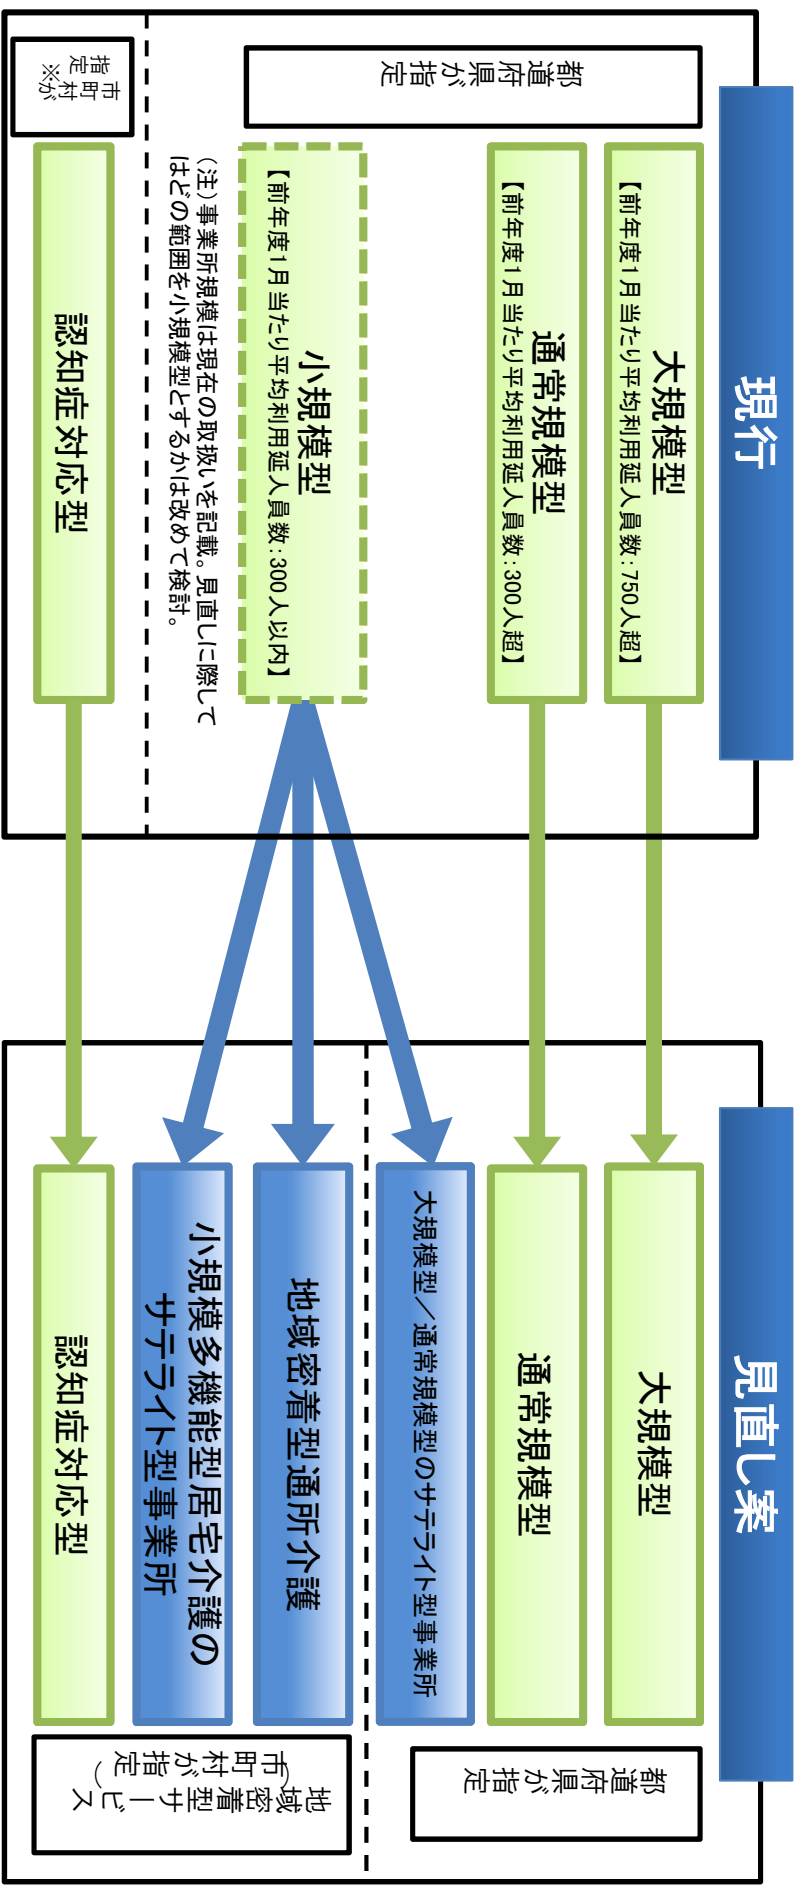 現行
都道府県が指定
大規模型
【前年度1月当たり平均利用延人員数：750人超】
通常規模型
【前年度1月当たり平均利用延人員数：300人超】
小規模型
【前年度1月当たり平均利用延人員数：300人以内】
（注）事業所規模は現在の取扱いを記載。見直しに際して
はどの範囲を小規模型とするかは改めて検討。
市町村が
指定
※
認知症対応型
見直し案
大規模型
通常規模型
大規模型／通常規模型のサテライト型事業所
都道府県が指定
地域密着型通所介護
小規模多機能型居宅介護の
サテライト型事業所
認知症対応型
地域密着型サービス
（市町村が指定）